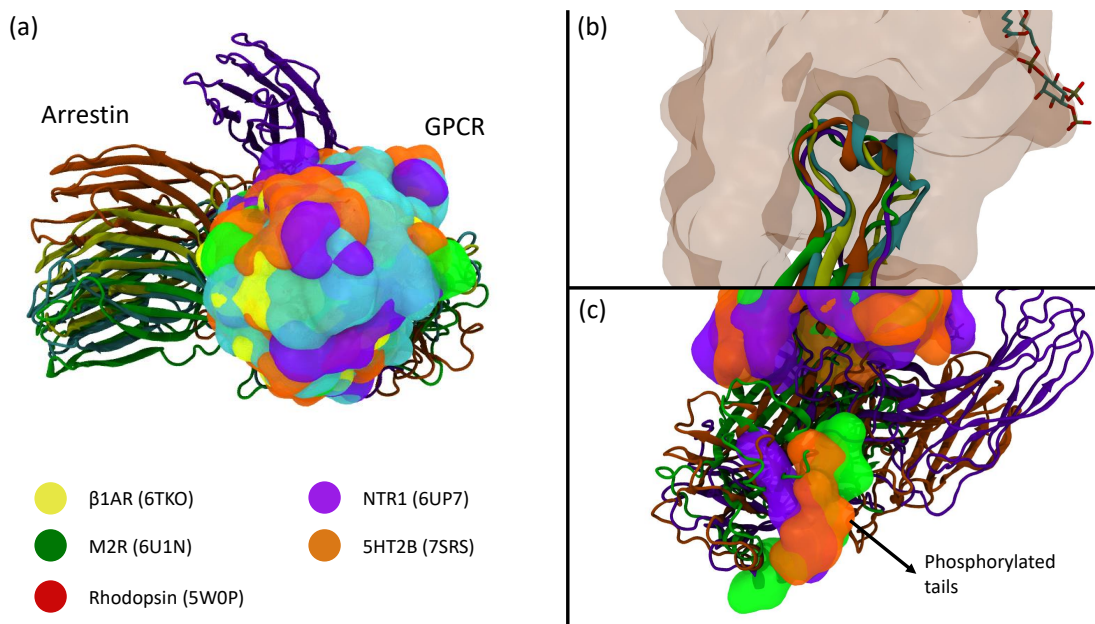 (a)
Arrestin
GPCR
β1AR (6TKO)
M2R (6U1N)
Rhodopsin (5W0P)
NTR1 (6UP7)
5HT2B (7SRS)
(b)
(c)
Phosphorylated
tails